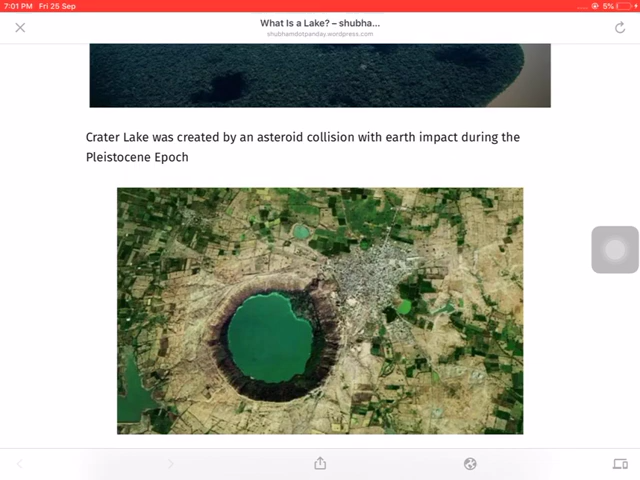 7:01 PM Fri 25 Sep
5%
What Is a Lake? – shubha...
shubhamdotpanday.wordpress.com
Crater Lake was created by an asteroid collision with earth impact during the
Pleistocene Epoch